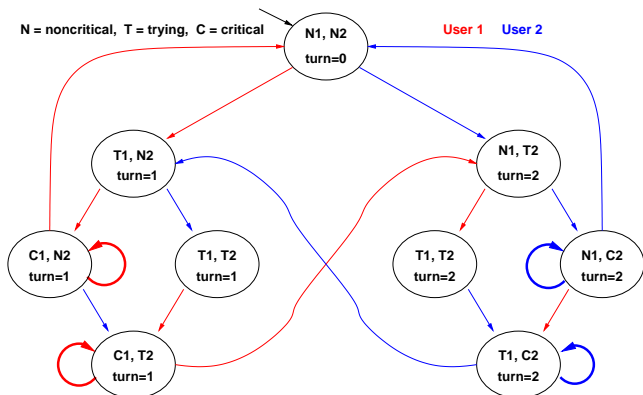 N = noncritical, T = trying, C = critical
User 1 User 2
N1, N2
turn=0
T1, N2
turn=1
N1, T2
turn=2
C1, N2
turn=1
T1, T2
turn=1
T1, T2
turn=2
N1, C2
turn=2
C1, T2
turn=1
T1, C2
turn=2